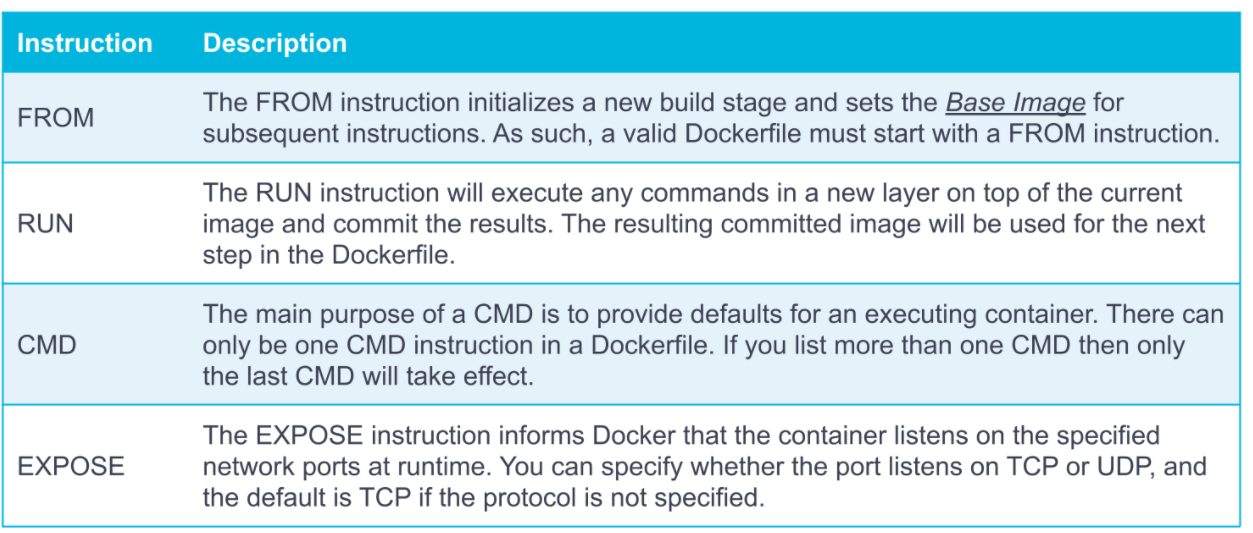 Instruction Description
FROM
The FROM instruction initializes a new build stage and sets the Base Image for
subsequent instructions. As such, a valid Dockerfile must start with a FROM instruction.
RUN
The RUN instruction will execute any commands in a new layer on top of the current
image and commit the results. The resulting committed image will be used for the next
step in the Dockerfile.
CMD
The main purpose of a CMD is to provide defaults for an executing container. There can
only be one CMD instruction in a Dockerfile. If you list more than one CMD then only
the last CMD will take effect.
EXPOSE
The EXPOSE instruction informs Docker that the container listens on the specified
network ports at runtime. You can specify whether the port listens on TCP or UDP, and
the default is TCP if the protocol is not specified.